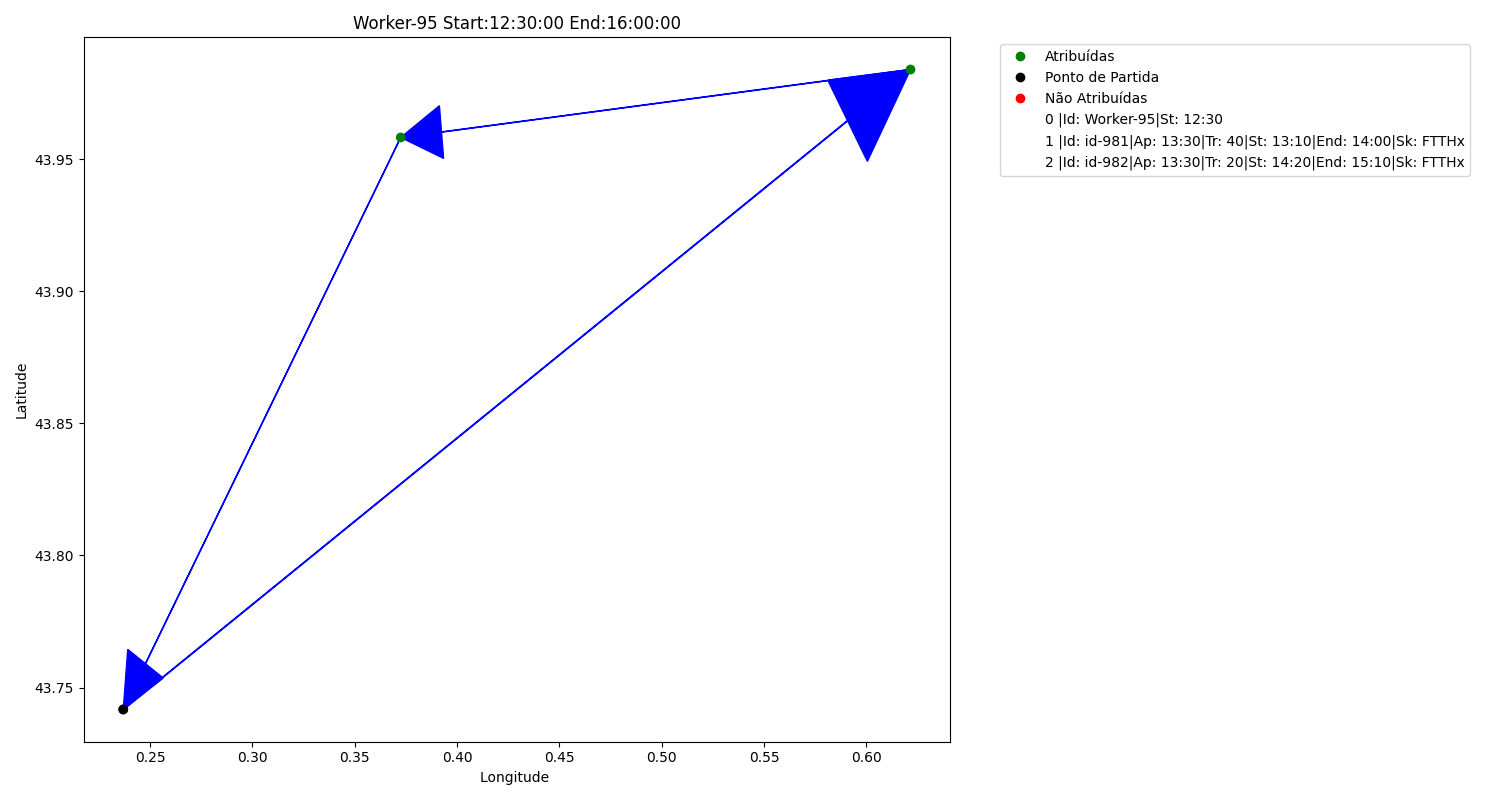 Worker-95 Start:12:30:00 End:16:00:00
Atribuídas
Ponto de Partida
Não Atribuídas
0 |Id: Worker-95|St: 12:30
1 |Id: id-981|Ap: 13:30|Tr: 40|St: 13:10|End: 14:00|Sk: FTTHx
2 |Id: id-982|Ap: 13:30|Tr: 20|St: 14:20|End: 15:10|Sk: FTTHx
43.95
43.90
43.85
43.80
43.75
Latitude
0.25 0.30 0.35 0.40 0.45 0.50 0.55 0.60
Longitude